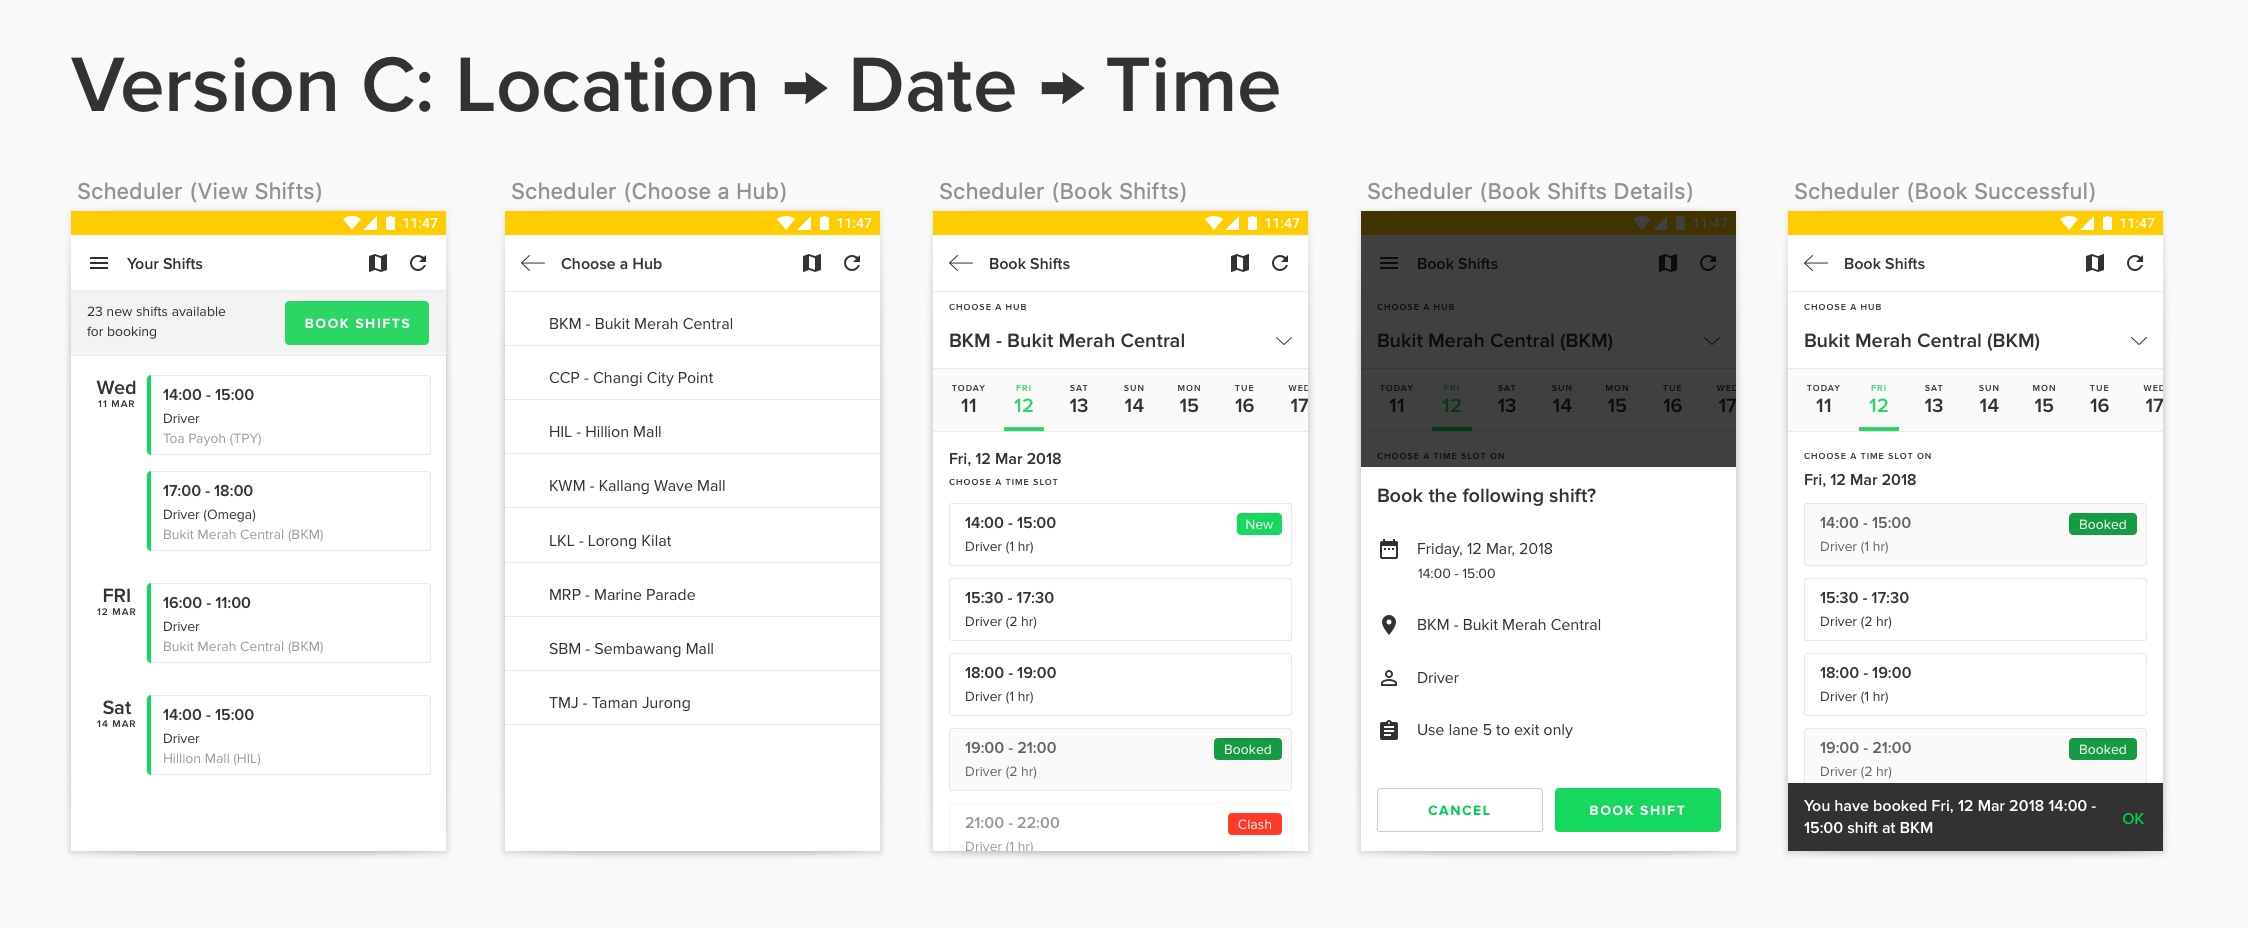 Version C: Location → Date → Time
Scheduler (View Shifts)
11:47
Your Shifts
23 new shifts available
for booking
BOOK SHIFTS
Wed
11 MAR
14:00 - 15:00
Driver
Toa Payoh (TPY)
17:00 - 18:00
Driver (Omega)
Bukit Merah Central (BKM)
FRI
12 MAR
16:00 - 11:00
Driver
Bukit Merah Central (BKM)
Sat
14 MAR
14:00 - 15:00
Driver
Hillion Mall (HIL)
Scheduler (Choose a Hub)
11:47
Choose a Hub
BKM - Bukit Merah Central
CCP - Changi City Point
HIL - Hillion Mall
KWM - Kallang Wave Mall
LKL - Lorong Kilat
MRP - Marine Parade
SBM - Sembawang Mall
TMJ - Taman Jurong
Scheduler (Book Shifts)
11:47
Book Shifts
CHOOSE A HUB
BKM - Bukit Merah Central
TODAY FRI SAT SUN MON TUE WED
11 12 13 14 15 16 17
Fri, 12 Mar 2018
CHOOSE A TIME SLOT
14:00 - 15:00 New
Driver (1 hr)
15:30 - 17:30
Driver (2 hr)
18:00 - 19:00
Driver (1 hr)
19:00 - 21:00 Booked
Driver (2 hr)
21:00 - 22:00 Clash
Driver (1 hr)
Scheduler (Book Shifts Details)
11:47
Book Shifts
CHOOSE A HUB
Bukit Merah Central (BKM)
TODAY FRI SAT SUN MON TUE WED
11 12 13 14 15 16 17
CHOOSE A TIME SLOT ON
Book the following shift?
Friday, 12 Mar, 2018
14:00 - 15:00
BKM - Bukit Merah Central
Driver
Use lane 5 to exit only
CANCEL BOOK SHIFT
Scheduler (Book Successful)
11:47
Book Shifts
CHOOSE A HUB
Bukit Merah Central (BKM)
TODAY FRI SAT SUN MON TUE WED
11 12 13 14 15 16 17
CHOOSE A TIME SLOT ON
Fri, 12 Mar 2018
14:00 - 15:00 Booked
Driver (1 hr)
15:30 - 17:30
Driver (2 hr)
18:00 - 19:00
Driver (1 hr)
19:00 - 21:00 Booked
Driver (2 hr)
You have booked Fri, 12 Mar 2018 14:00 -
15:00 shift at BKM
OK